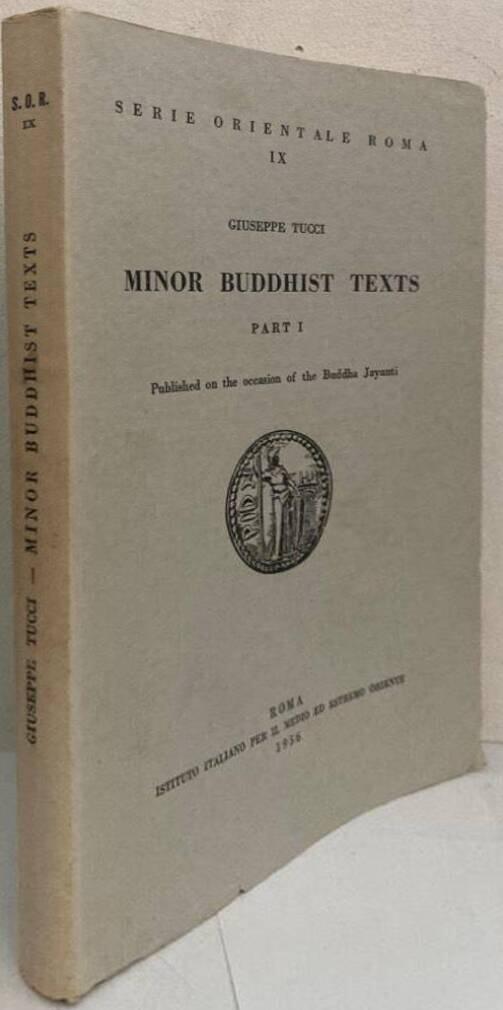 S. O. R.
IX
GIUSEPPE TUCCI — MINOR BUDDHIST TEXTS
SERIE ORIENTALE ROMA
IX
GIUSEPPE TUCCI
MINOR BUDDHIST TEXTS
PART I
Published on the occasion of the Buddha Jayanti
ROMA
ISTITUTO ITALIANO PER IL MEDIO ED ESTREMO ORIENTE
1956